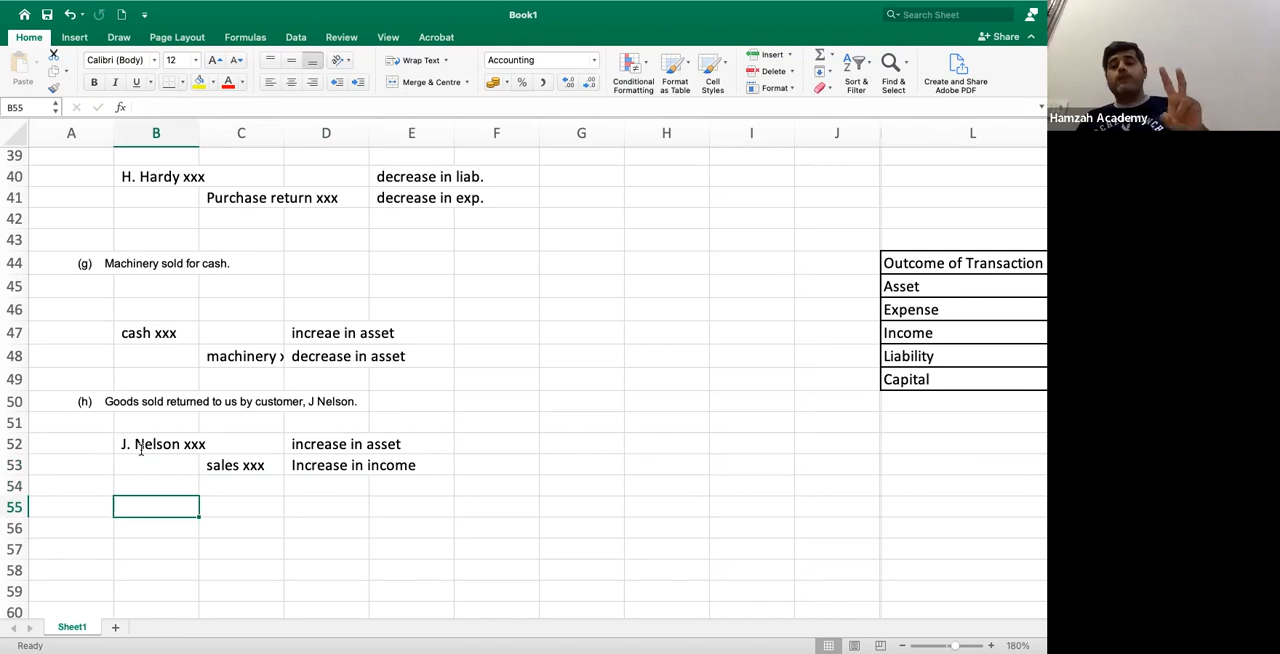 Book1
Search Sheet
Home Insert Draw Page Layout Formulas Data Review View Acrobat
Share
Paste
Calibri (Body) 12
Wrap Text
Accounting
B I U
Merge & Centre
Conditional Formatting
Format as Table
Cell Styles
Insert
Delete
Format
Sort & Filter
Find & Select
Create and Share Adobe PDF
B55
fx
A B C D E F G H I J L
39
40 H. Hardy xxx decrease in liab.
41 Purchase return xxx decrease in exp.
42
43
44 (g) Machinery sold for cash. Outcome of Transaction
45 Asset
46 Expense
47 cash xxx increae in asset Income
48 machinery x decrease in asset Liability
49 Capital
50 (h) Goods sold returned to us by customer, J Nelson.
51
52 J. Nelson xxx increase in asset
53 sales xxx Increase in income
54
55
56
57
58
59
60
Sheet1
Ready
180%
Hamzah Academy